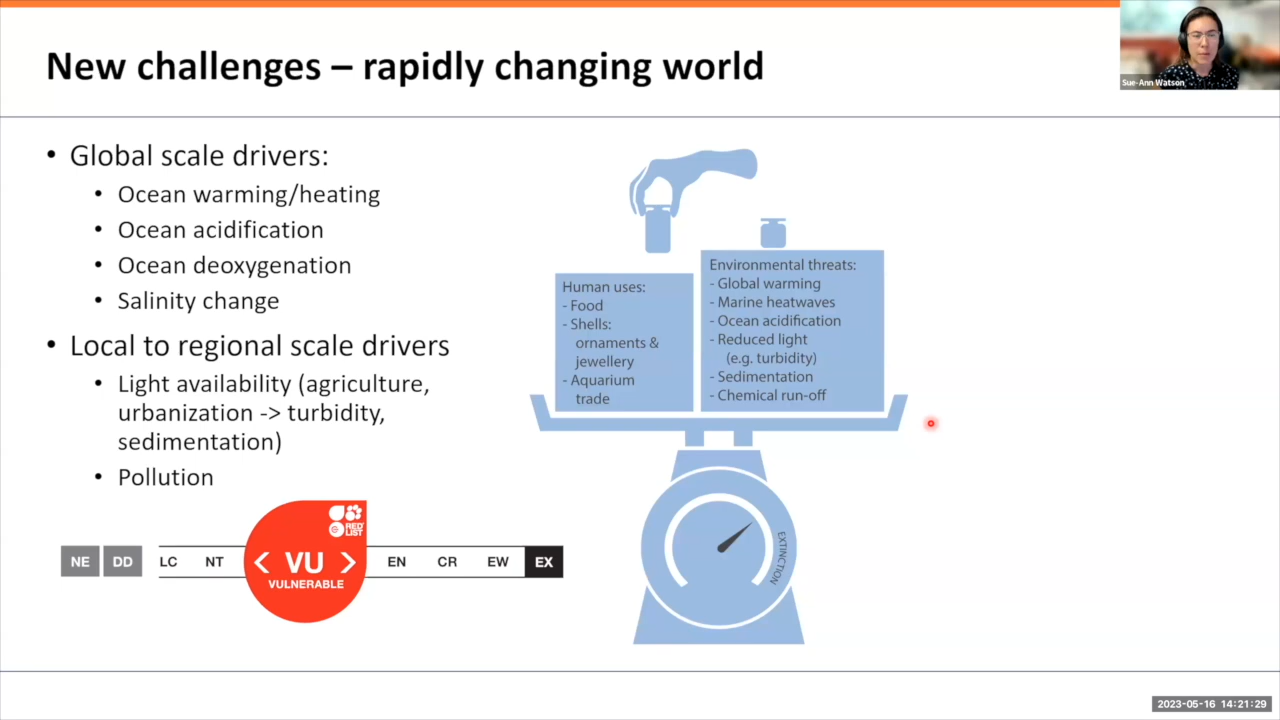 New challenges – rapidly changing world
Sue-Ann Watson
• Global scale drivers:
• Ocean warming/heating
• Ocean acidification
• Ocean deoxygenation
• Salinity change
• Local to regional scale drivers
• Light availability (agriculture,
urbanization -> turbidity,
sedimentation)
• Pollution
Human uses:
- Food
- Shells:
ornaments &
jewellery
- Aquarium
trade
Environmental threats:
- Global warming
- Marine heatwaves
- Ocean acidification
- Reduced light
(e.g. turbidity)
- Sedimentation
- Chemical run-off
EXTINCTION
RED
LIST
NE DD LC NT < VU > EN CR EW EX
VULNERABLE
2023-05-16 14:21:29